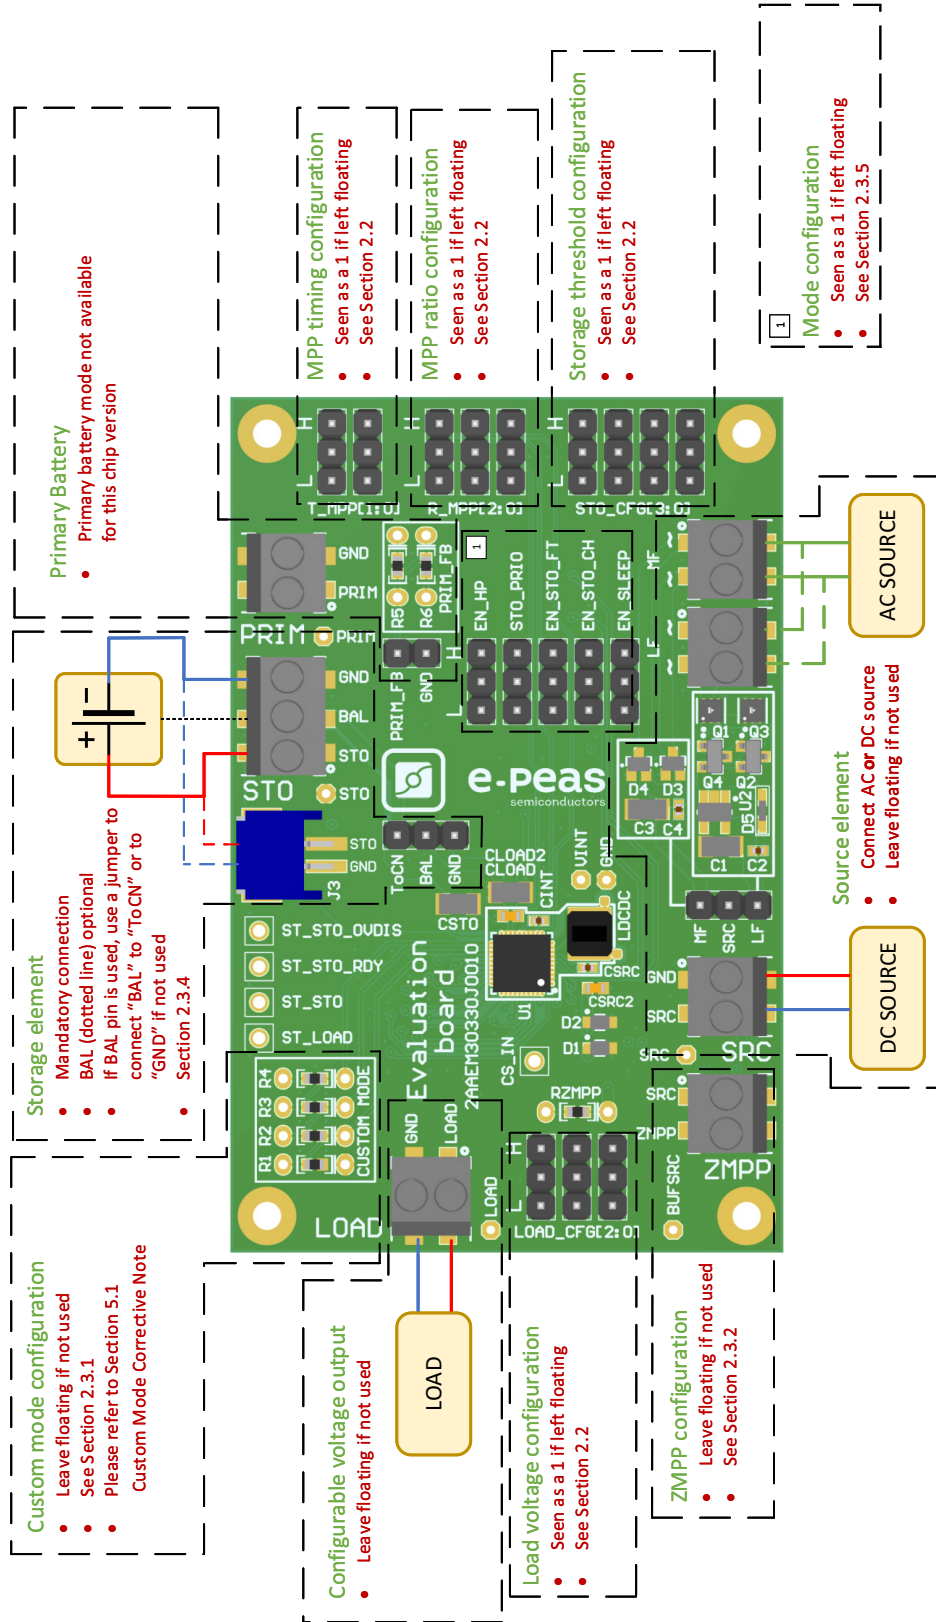 Custom mode configuration
Leave floating if not used
See Section 2.3.1
Please refer to Section 5.1
Custom Mode Corrective Note
Storage element
Mandatory connection
BAL (dotted line) optional
If BAL pin is used, use a jumper to
connect “BAL” to “ToCN” or to
“GND” if not used
Section 2.3.4
Primary Battery
Primary battery mode not available
for this chip version
MPP timing configuration
Seen as a 1 if left floating
See Section 2.2
MPP ratio configuration
Seen as a 1 if left floating
See Section 2.2
Storage threshold configuration
Seen as a 1 if left floating
See Section 2.2
1
Mode configuration
Seen as a 1 if left floating
See Section 2.3.5
Configurable voltage output
Leave floating if not used
LOAD
Load voltage configuration
Seen as a 1 if left floating
See Section 2.2
ZMPP configuration
Leave floating if not used
See Section 2.3.2
Source element
Connect AC or DC source
Leave floating if not used
DC SOURCE
AC SOURCE
+ −
R1 R2 R3 R4
CUSTOM MODE
ST_LOAD
ST_STO
ST_STO_RDY
ST_STO_OVDIS
J3
GND
STO
STO
STO
STO
BAL
GND
PRIM
PRIM
PRIM
GND
R5
R6
PRIM_FB
PRIM_FB
GND
ToCN
BAL
GND
L H
T_MPP[1:0]
L H
R_MPP[2:0]
L H
STO_CFG[3:0]
1
L H
EN_HP
STO_PRIO
EN_STO_FT
EN_STO_CH
EN_SLEEP
LOAD
GND
LOAD
LOAD
Evaluation
board
2AAEM30330J0010
e-peas
semiconductors
CSTO
CLOAD2
CLOAD
CINT
VINT
GND
LDCDC
U1
CSRC
CSRC2
CS_IN
D2
D1
RZMPP
L H
LOAD_CFG[2:0]
BUFSRC
ZMPP
ZMPP
SRC
SRC
SRC
SRC
GND
MF
SRC
LF
D4 D3
C3 C4
Q4 Q1
Q2 Q3
D5 U2
C1 C2
LF
MF
≈ ≈
≈ ≈